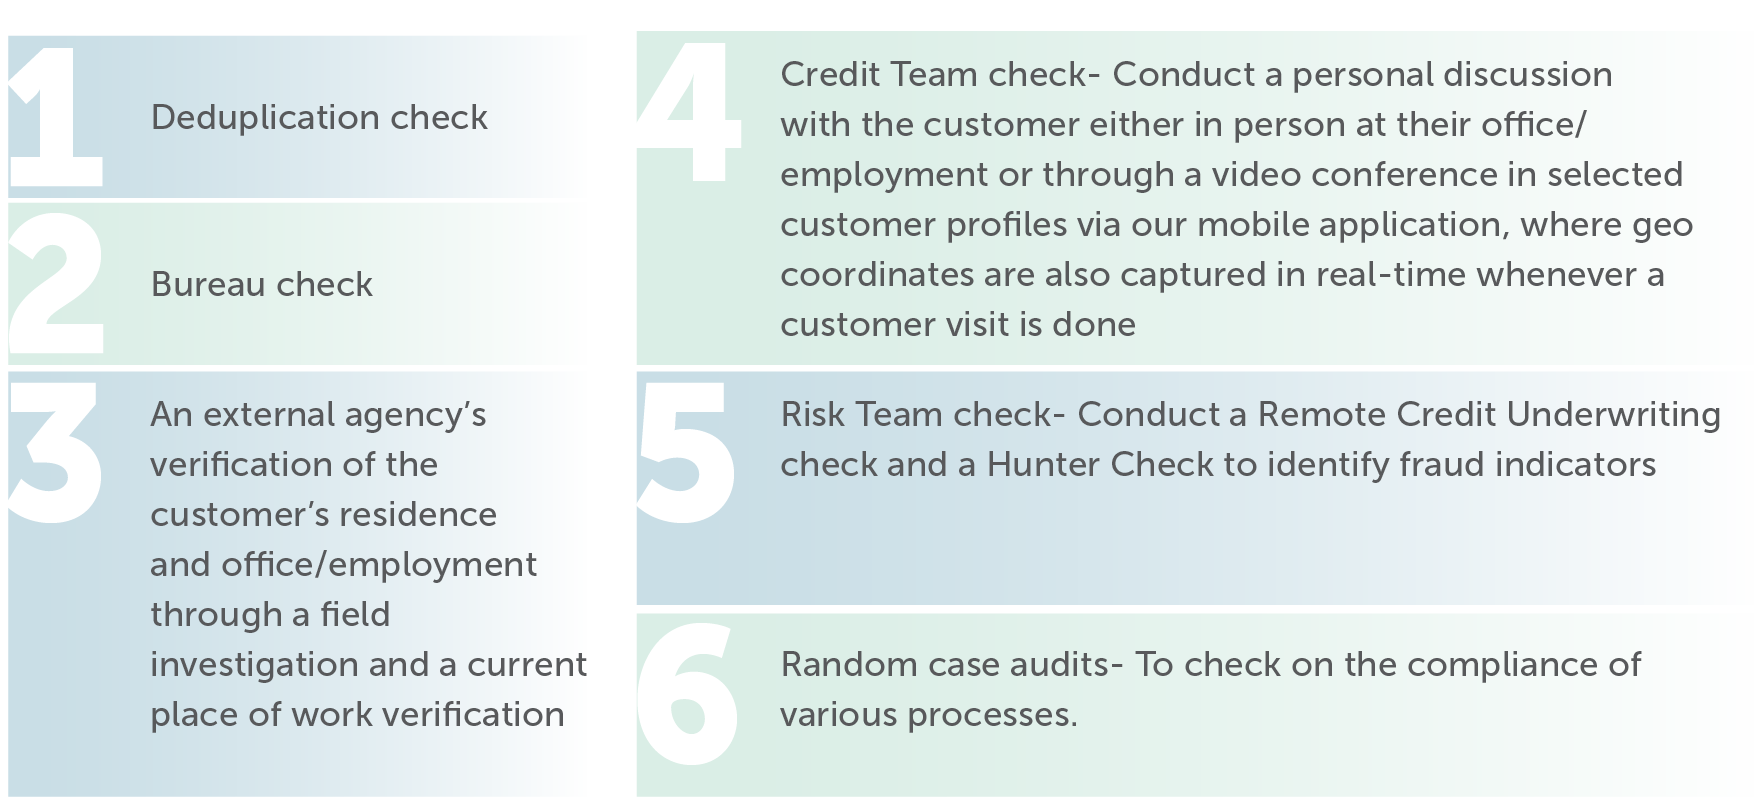 1
Deduplication check
2
Bureau check
3
An external agency’s
verification of the
customer’s residence
and office/employment
through a field
investigation and a current
place of work verification
4
Credit Team check- Conduct a personal discussion
with the customer either in person at their office/
employment or through a video conference in selected
customer profiles via our mobile application, where geo
coordinates are also captured in real-time whenever a
customer visit is done
5
Risk Team check- Conduct a Remote Credit Underwriting
check and a Hunter Check to identify fraud indicators
6
Random case audits- To check on the compliance of
various processes.